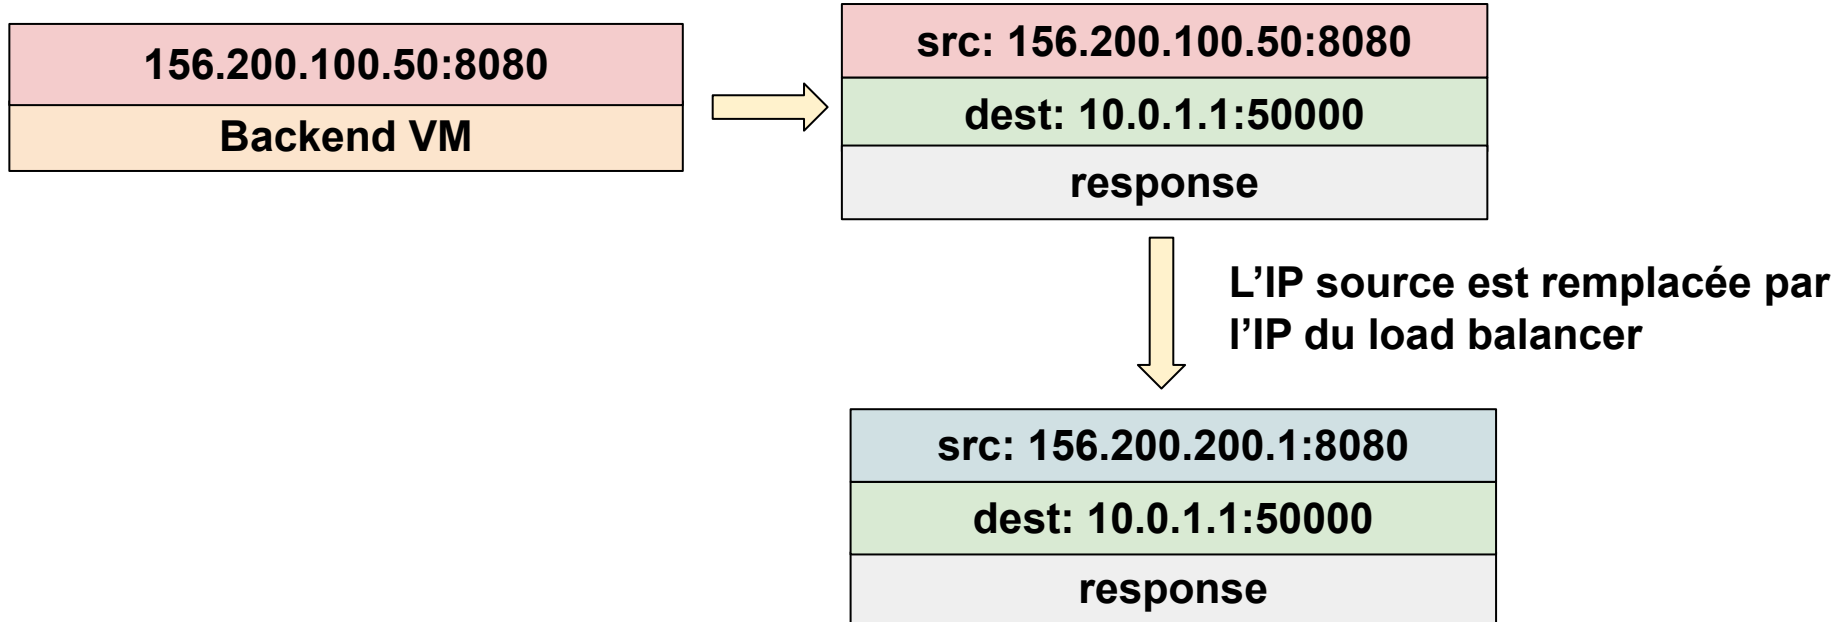 156.200.100.50:8080
Backend VM
src: 156.200.100.50:8080
dest: 10.0.1.1:50000
response
L’IP source est remplacée par
l’IP du load balancer
src: 156.200.200.1:8080
dest: 10.0.1.1:50000
response